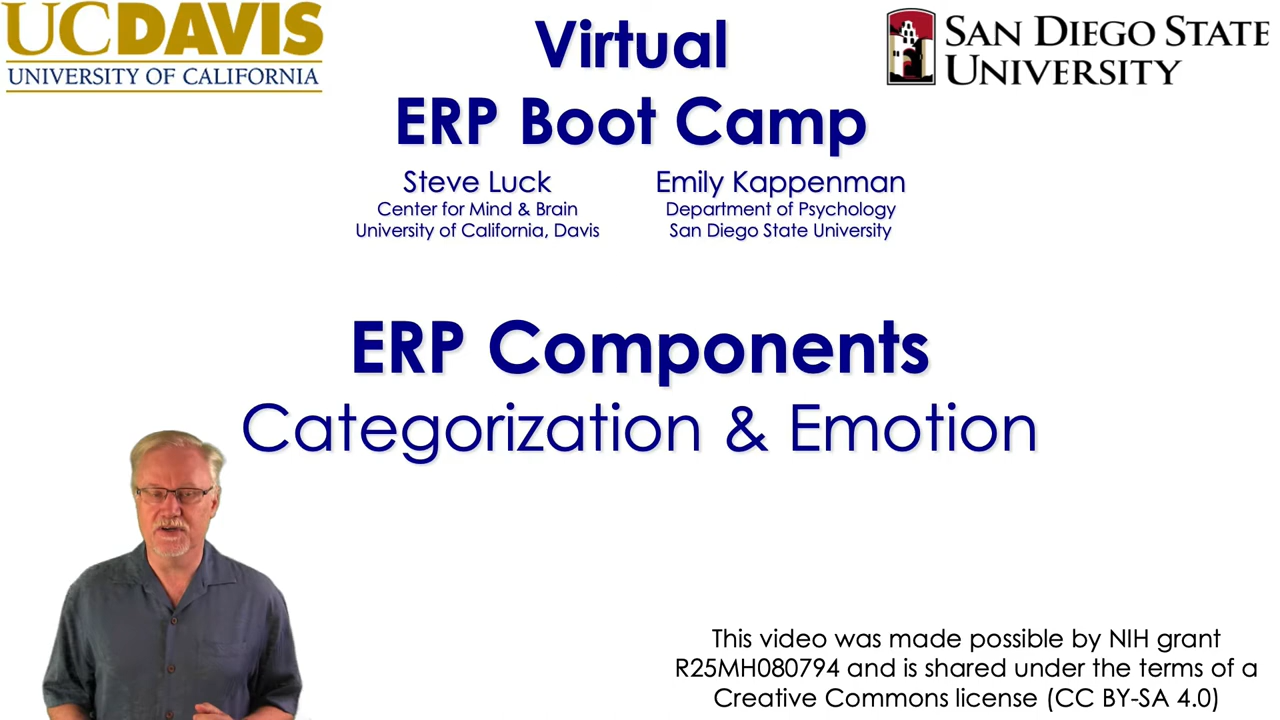 UCDAVIS
UNIVERSITY OF CALIFORNIA
SAN DIEGO STATE
UNIVERSITY
Virtual
ERP Boot Camp
Steve Luck
Center for Mind & Brain
University of California, Davis
Emily Kappenman
Department of Psychology
San Diego State University
ERP Components
Categorization & Emotion
This video was made possible by NIH grant
R25MH080794 and is shared under the terms of a
Creative Commons license (CC BY-SA 4.0)